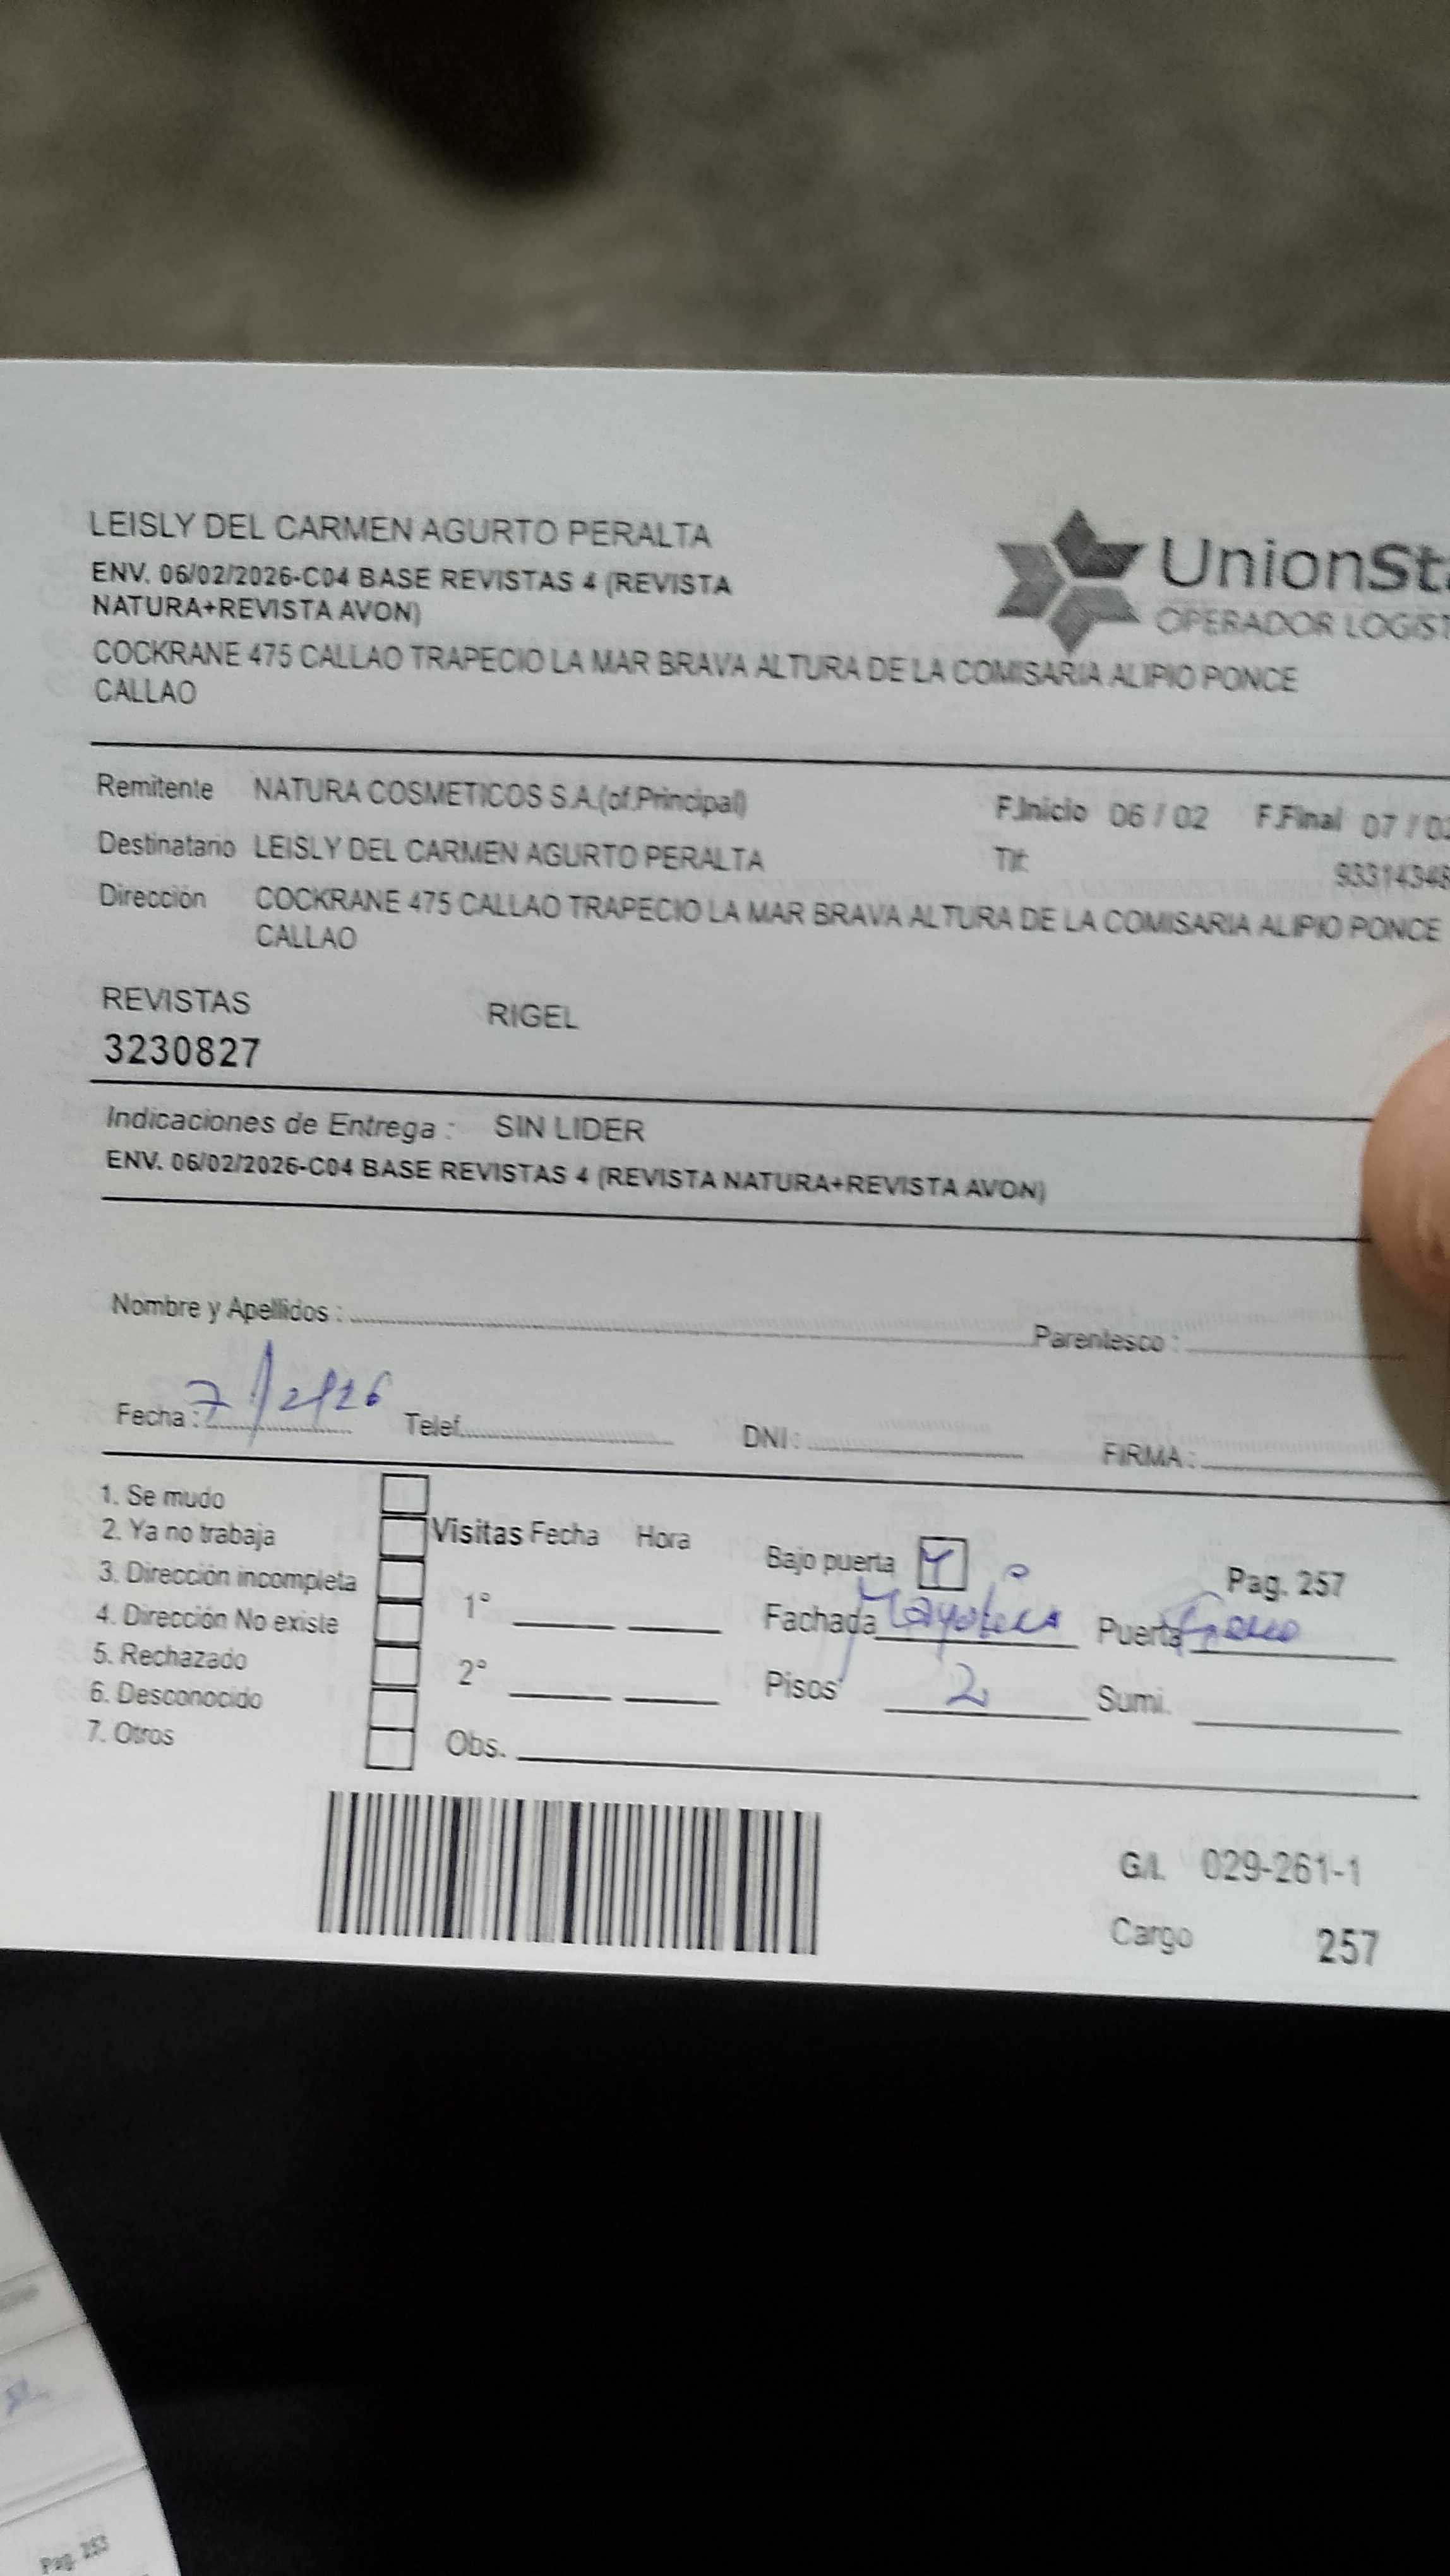 LEISLY DEL CARMEN AGURTO PERALTA
ENV. 06/02/2026-C04 BASE REVISTAS 4 (REVISTA
NATURA+REVISTA AVON)
COCKRANE 475 CALLAO TRAPECIO LA MAR BRAVA ALTURA DE LA COMISARIA ALIPIO PONCE
CALLAO
UnionSta
OPERADOR LOGIST
Remitente NATURA COSMETICOS S.A.(of.Principal) F.Inicio 06 / 02 F.Final 07 / 02
Destinatario LEISLY DEL CARMEN AGURTO PERALTA Tlf: 93314348
Dirección COCKRANE 475 CALLAO TRAPECIO LA MAR BRAVA ALTURA DE LA COMISARIA ALIPIO PONCE
CALLAO
REVISTAS RIGEL
3230827
Indicaciones de Entrega : SIN LIDER
ENV. 06/02/2026-C04 BASE REVISTAS 4 (REVISTA NATURA+REVISTA AVON)
Nombre y Apellidos : Parentesco :
Fecha : 7/2/26 Telef. DNI : FIRMA :
1. Se mudo
2. Ya no trabaja Visitas Fecha Hora Bajo puerta Pag. 257
3. Dirección incompleta
4. Dirección No existe 1° Fachada Puerta
5. Rechazado
6. Desconocido 2° Pisos 2 Sumi.
7. Otros Obs.
G/I. 029-261-1
Cargo 257
Pag. 253